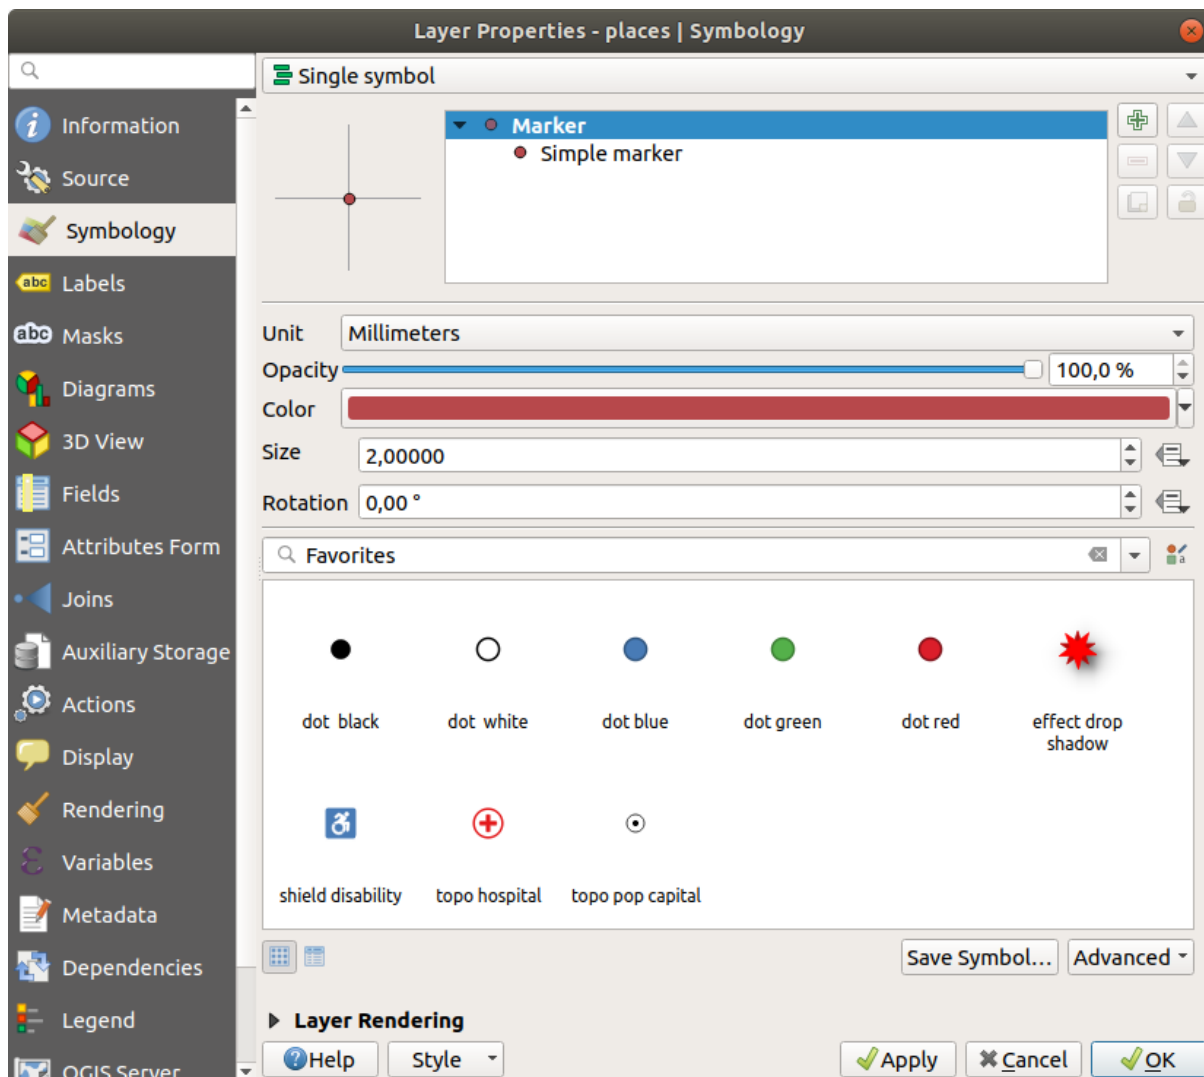 Layer Properties - places | Symbology
Single symbol
Information
Source
Symbology
Labels
Masks
Diagrams
3D View
Fields
Attributes Form
Joins
Auxiliary Storage
Actions
Display
Rendering
Variables
Metadata
Dependencies
Legend
QGIS Server
abc
abc
Marker
Simple marker
Unit Millimeters
Opacity 100,0 %
Color
Size 2,00000
Rotation 0,00 °
Favorites
dot black dot white dot blue dot green dot red effect drop
shadow
shield disability topo hospital topo pop capital
Save Symbol... Advanced
Layer Rendering
Help Style Apply Cancel OK